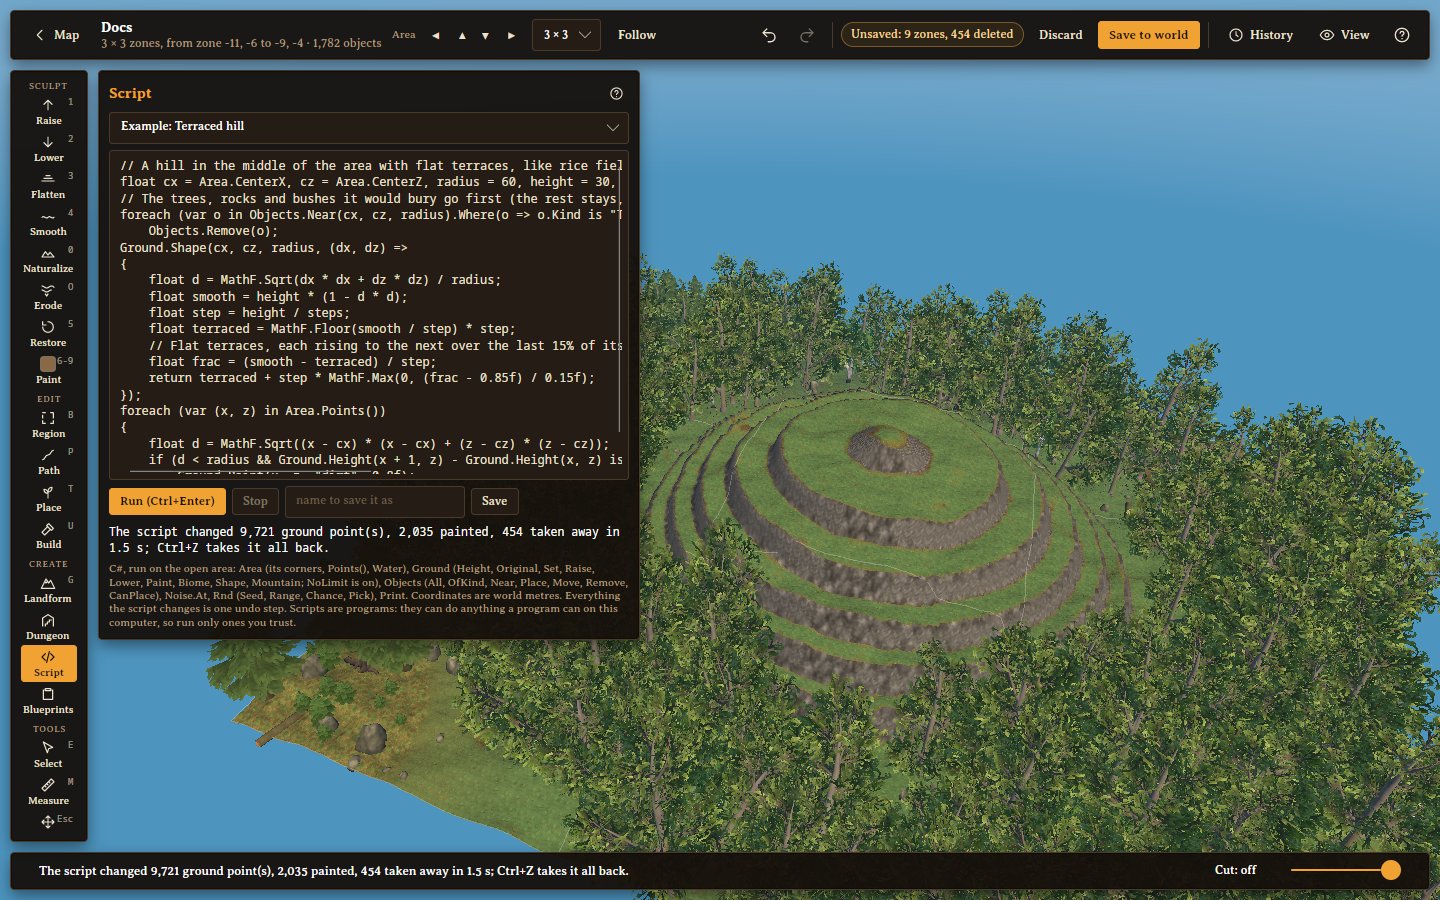 Map
Docs
3 × 3 zones, from zone -11, -6 to -9, -4 · 1,782 objects
Area
3 × 3
Follow
Unsaved: 9 zones, 454 deleted
Discard
Save to world
History
View
SCULPT
Raise 1
Lower 2
Flatten 3
Smooth 4
Naturalize 0
Erode O
Restore 5
Paint 6-9
EDIT
Region B
Path P
Place T
Build U
CREATE
Landform G
Dungeon
Script
Blueprints
TOOLS
Select E
Measure M
Esc
Script
Example: Terraced hill
// A hill in the middle of the area with flat terraces, like rice
float cx = Area.CenterX, cz = Area.CenterZ, radius = 60, height = 30,
// The trees, rocks and bushes it would bury go first (the rest stays,
foreach (var o in Objects.Near(cx, cz, radius).Where(o => o.Kind is "T
    Objects.Remove(o);
Ground.Shape(cx, cz, radius, (dx, dz) =>
{
    float d = MathF.Sqrt(dx * dx + dz * dz) / radius;
    float smooth = height * (1 - d * d);
    float step = height / steps;
    float terraced = MathF.Floor(smooth / step) * step;
    // Flat terraces, each rising to the next over the last 15% of its
    float frac = (smooth - terraced) / step;
    return terraced + step * MathF.Max(0, (frac - 0.85f) / 0.15f);
});
foreach (var (x, z) in Area.Points())
{
    float d = MathF.Sqrt((x - cx) * (x - cx) + (z - cz) * (z - cz));
    if (d < radius && Ground.Height(x + 1, z) - Ground.Height(x, z) is
Run (Ctrl+Enter)
Stop
name to save it as
Save
The script changed 9,721 ground point(s), 2,035 painted, 454 taken away in
1.5 s; Ctrl+Z takes it all back.
C#, run on the open area: Area (its corners, Points(), Water), Ground (Height, Original, Set, Raise,
Lower, Paint, Biome, Shape, Mountain; NoLimit is on), Objects (All, OfKind, Near, Place, Move, Remove,
CanPlace), Noise.At, Rnd (Seed, Range, Chance, Pick), Print. Coordinates are world metres. Everything
the script changes is one undo step. Scripts are programs: they can do anything a program can on this
computer, so run only ones you trust.
The script changed 9,721 ground point(s), 2,035 painted, 454 taken away in 1.5 s; Ctrl+Z takes it all back.
Cut: off